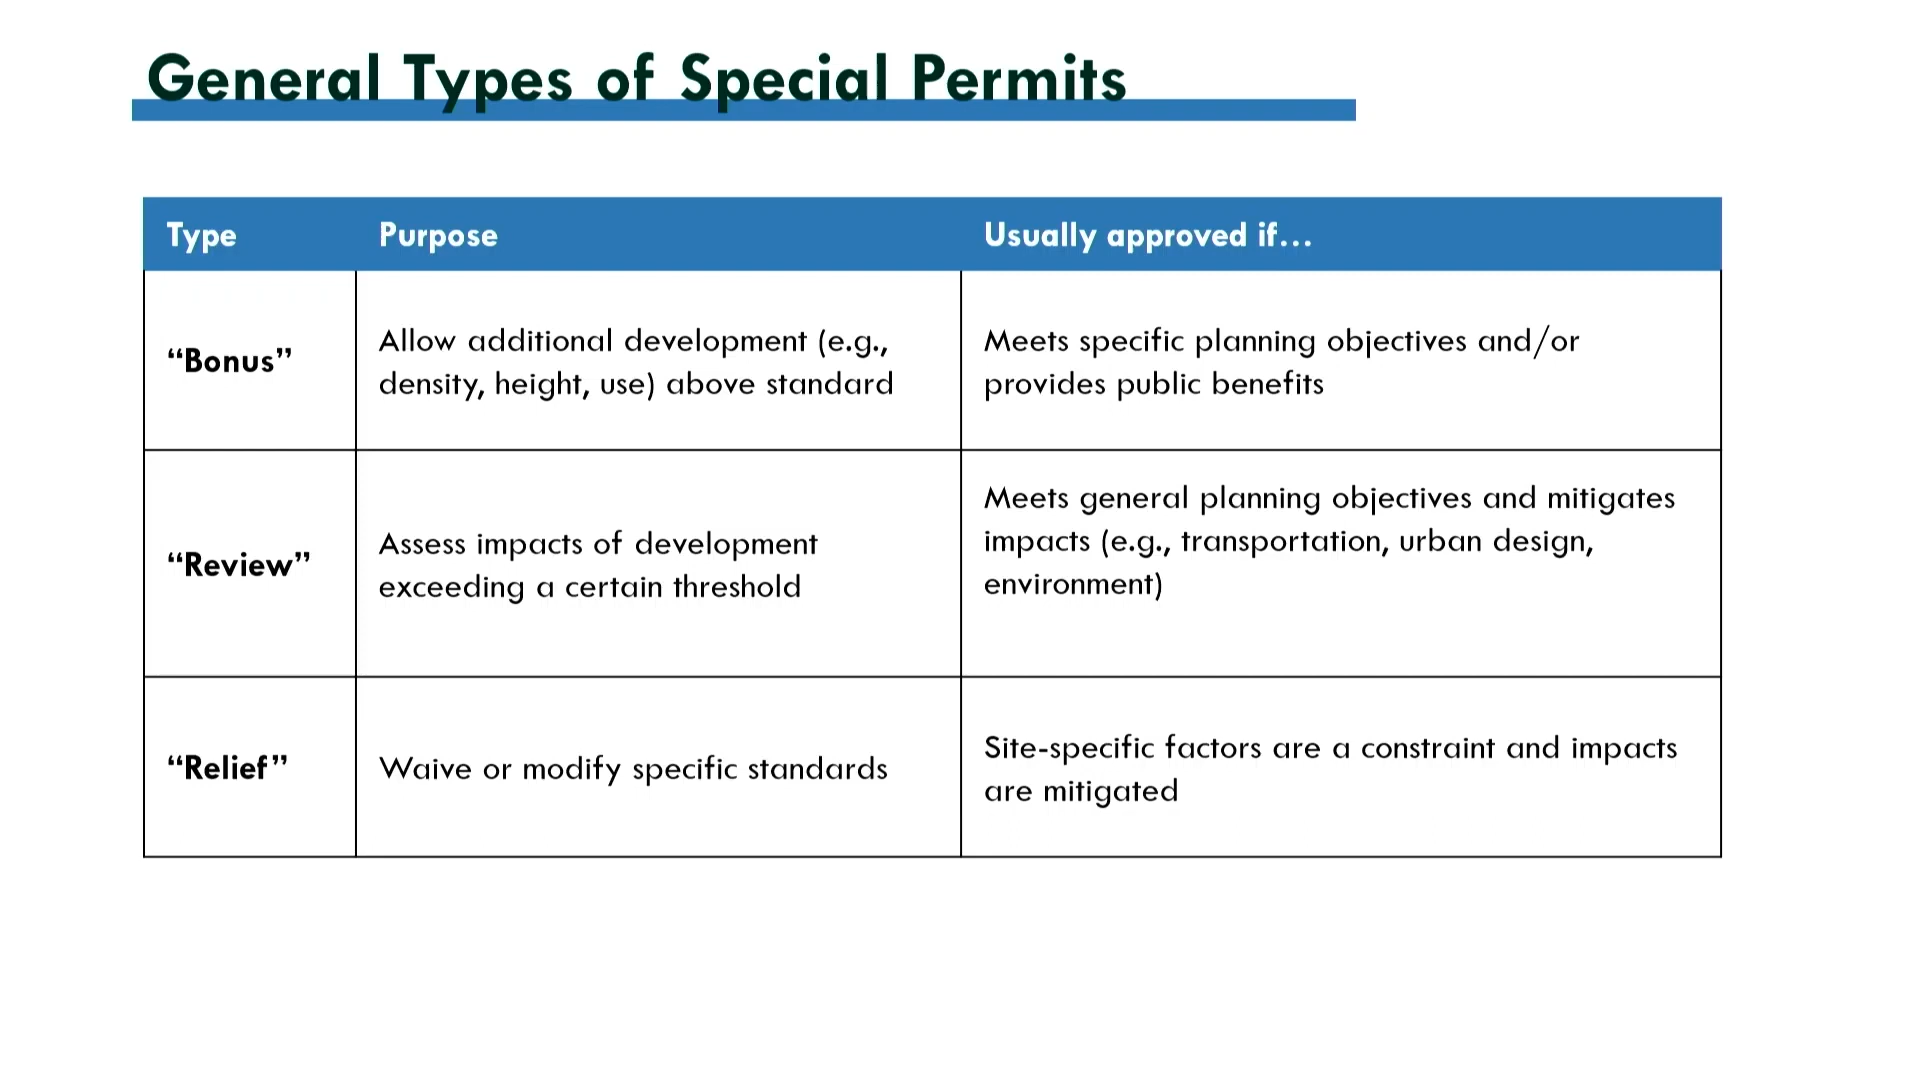 General Types of Special Permits
Type
Purpose
Usually approved if…
“Bonus”
Allow additional development (e.g.,
density, height, use) above standard
Meets specific planning objectives and/or
provides public benefits
“Review”
Assess impacts of development
exceeding a certain threshold
Meets general planning objectives and mitigates
impacts (e.g., transportation, urban design,
environment)
“Relief”
Waive or modify specific standards
Site-specific factors are a constraint and impacts
are mitigated